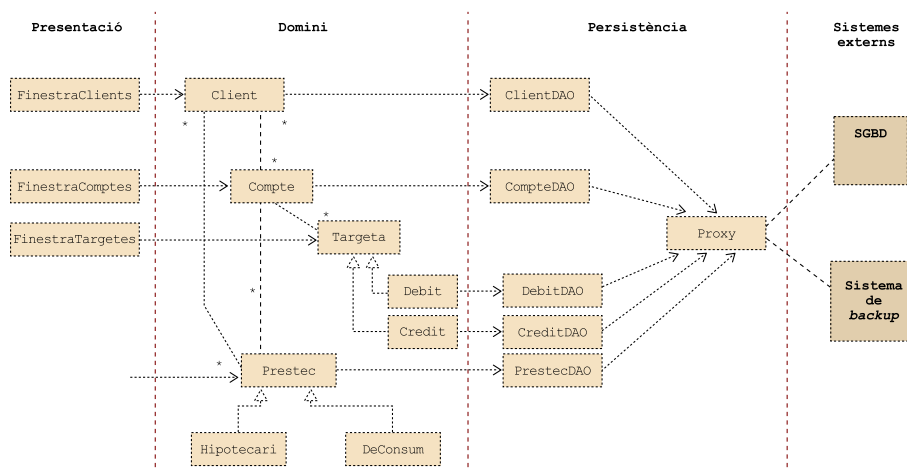 Presentació
Domini
Persistència
Sistemes
externs
FinestraClients
Client
ClientDAO
*
*
SGBD
*
FinestraComptes
Compte
CompteDAO
*
FinestraTargetes
Targeta
Proxy
*
Debit
DebitDAO
Sistema
de
backup
Credit
CreditDAO
*
Prestec
PrestecDAO
Hipotecari
DeConsum